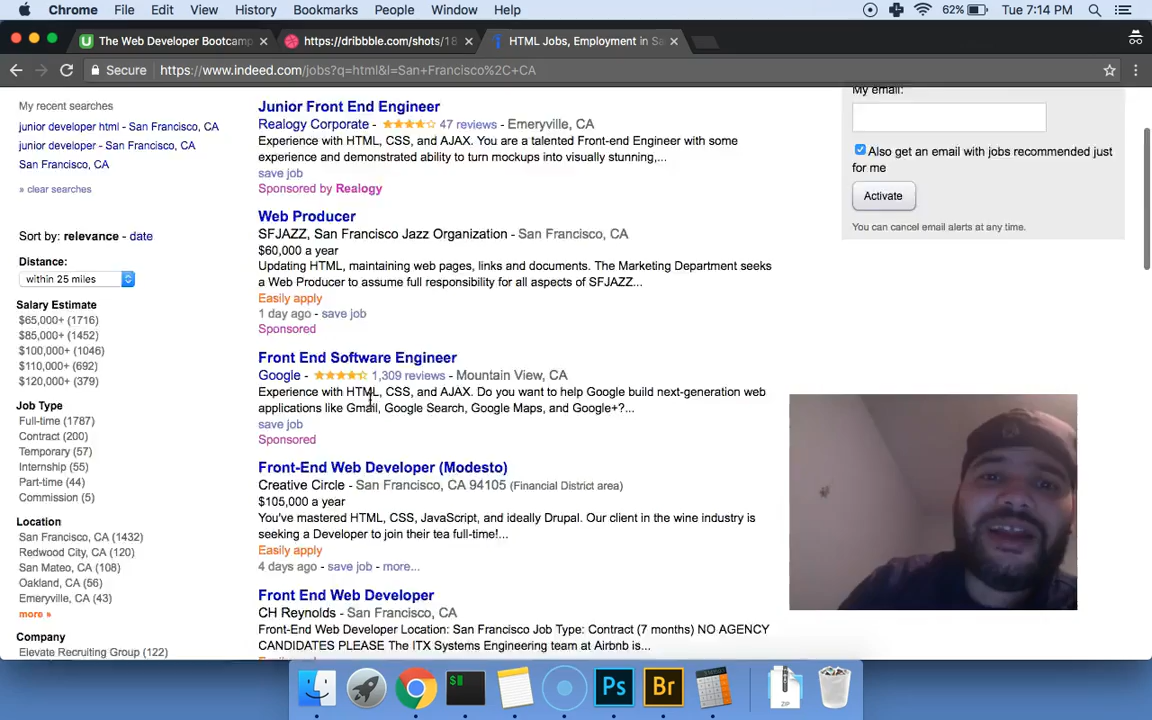 Chrome File Edit View History Bookmarks People Window Help 62% Tue 7:14 PM
The Web Developer Bootcamp https://dribbble.com/shots/18 HTML Jobs, Employment in Sa
Secure https://www.indeed.com/jobs?q=html&l=San+Francisco%2C+CA
My recent searches
junior developer html - San Francisco, CA
junior developer - San Francisco, CA
San Francisco, CA
» clear searches
Sort by: relevance - date
Distance:
within 25 miles
Salary Estimate
$65,000+ (1716)
$85,000+ (1452)
$100,000+ (1046)
$110,000+ (692)
$120,000+ (379)
Job Type
Full-time (1787)
Contract (200)
Temporary (57)
Internship (55)
Part-time (44)
Commission (5)
Location
San Francisco, CA (1432)
Redwood City, CA (120)
San Mateo, CA (108)
Oakland, CA (56)
Emeryville, CA (43)
more »
Company
Elevate Recruiting Group (122)
Junior Front End Engineer
Realogy Corporate - 47 reviews - Emeryville, CA
Experience with HTML, CSS, and AJAX. You are a talented Front-end Engineer with some
experience and demonstrated ability to turn mockups into visually stunning,...
save job
Sponsored by Realogy
Web Producer
SFJAZZ, San Francisco Jazz Organization - San Francisco, CA
$60,000 a year
Updating HTML, maintaining web pages, links and documents. The Marketing Department seeks
a Web Producer to assume full responsibility for all aspects of SFJAZZ...
Easily apply
1 day ago - save job
Sponsored
Front End Software Engineer
Google - 1,309 reviews - Mountain View, CA
Experience with HTML, CSS, and AJAX. Do you want to help Google build next-generation web
applications like Gmail, Google Search, Google Maps, and Google+?...
save job
Sponsored
Front-End Web Developer (Modesto)
Creative Circle - San Francisco, CA 94105 (Financial District area)
$105,000 a year
You've mastered HTML, CSS, JavaScript, and ideally Drupal. Our client in the wine industry is
seeking a Developer to join their tea full-time!...
Easily apply
4 days ago - save job - more...
Front End Web Developer
CH Reynolds - San Francisco, CA
Front-End Web Developer Location: San Francisco Job Type: Contract (7 months) NO AGENCY
CANDIDATES PLEASE The ITX Systems Engineering team at Airbnb is...
My email:
Also get an email with jobs recommended just
for me
Activate
You can cancel email alerts at any time.
$
Ps
Br
ZIP